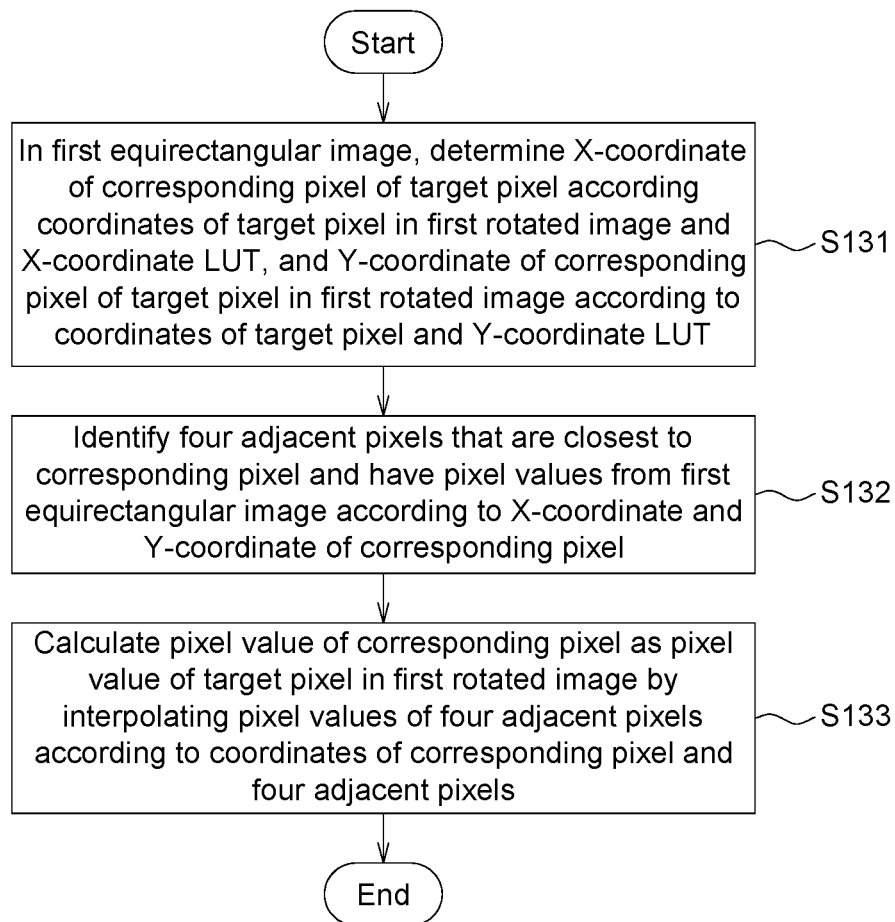 Start
In first equirectangular image, determine X-coordinate
of corresponding pixel of target pixel according
coordinates of target pixel in first rotated image and
X-coordinate LUT, and Y-coordinate of corresponding
pixel of target pixel in first rotated image according to
coordinates of target pixel and Y-coordinate LUT
S131
Identify four adjacent pixels that are closest to
corresponding pixel and have pixel values from first
equirectangular image according to X-coordinate and
Y-coordinate of corresponding pixel
S132
Calculate pixel value of corresponding pixel as pixel
value of target pixel in first rotated image by
interpolating pixel values of four adjacent pixels
according to coordinates of corresponding pixel and
four adjacent pixels
S133
End